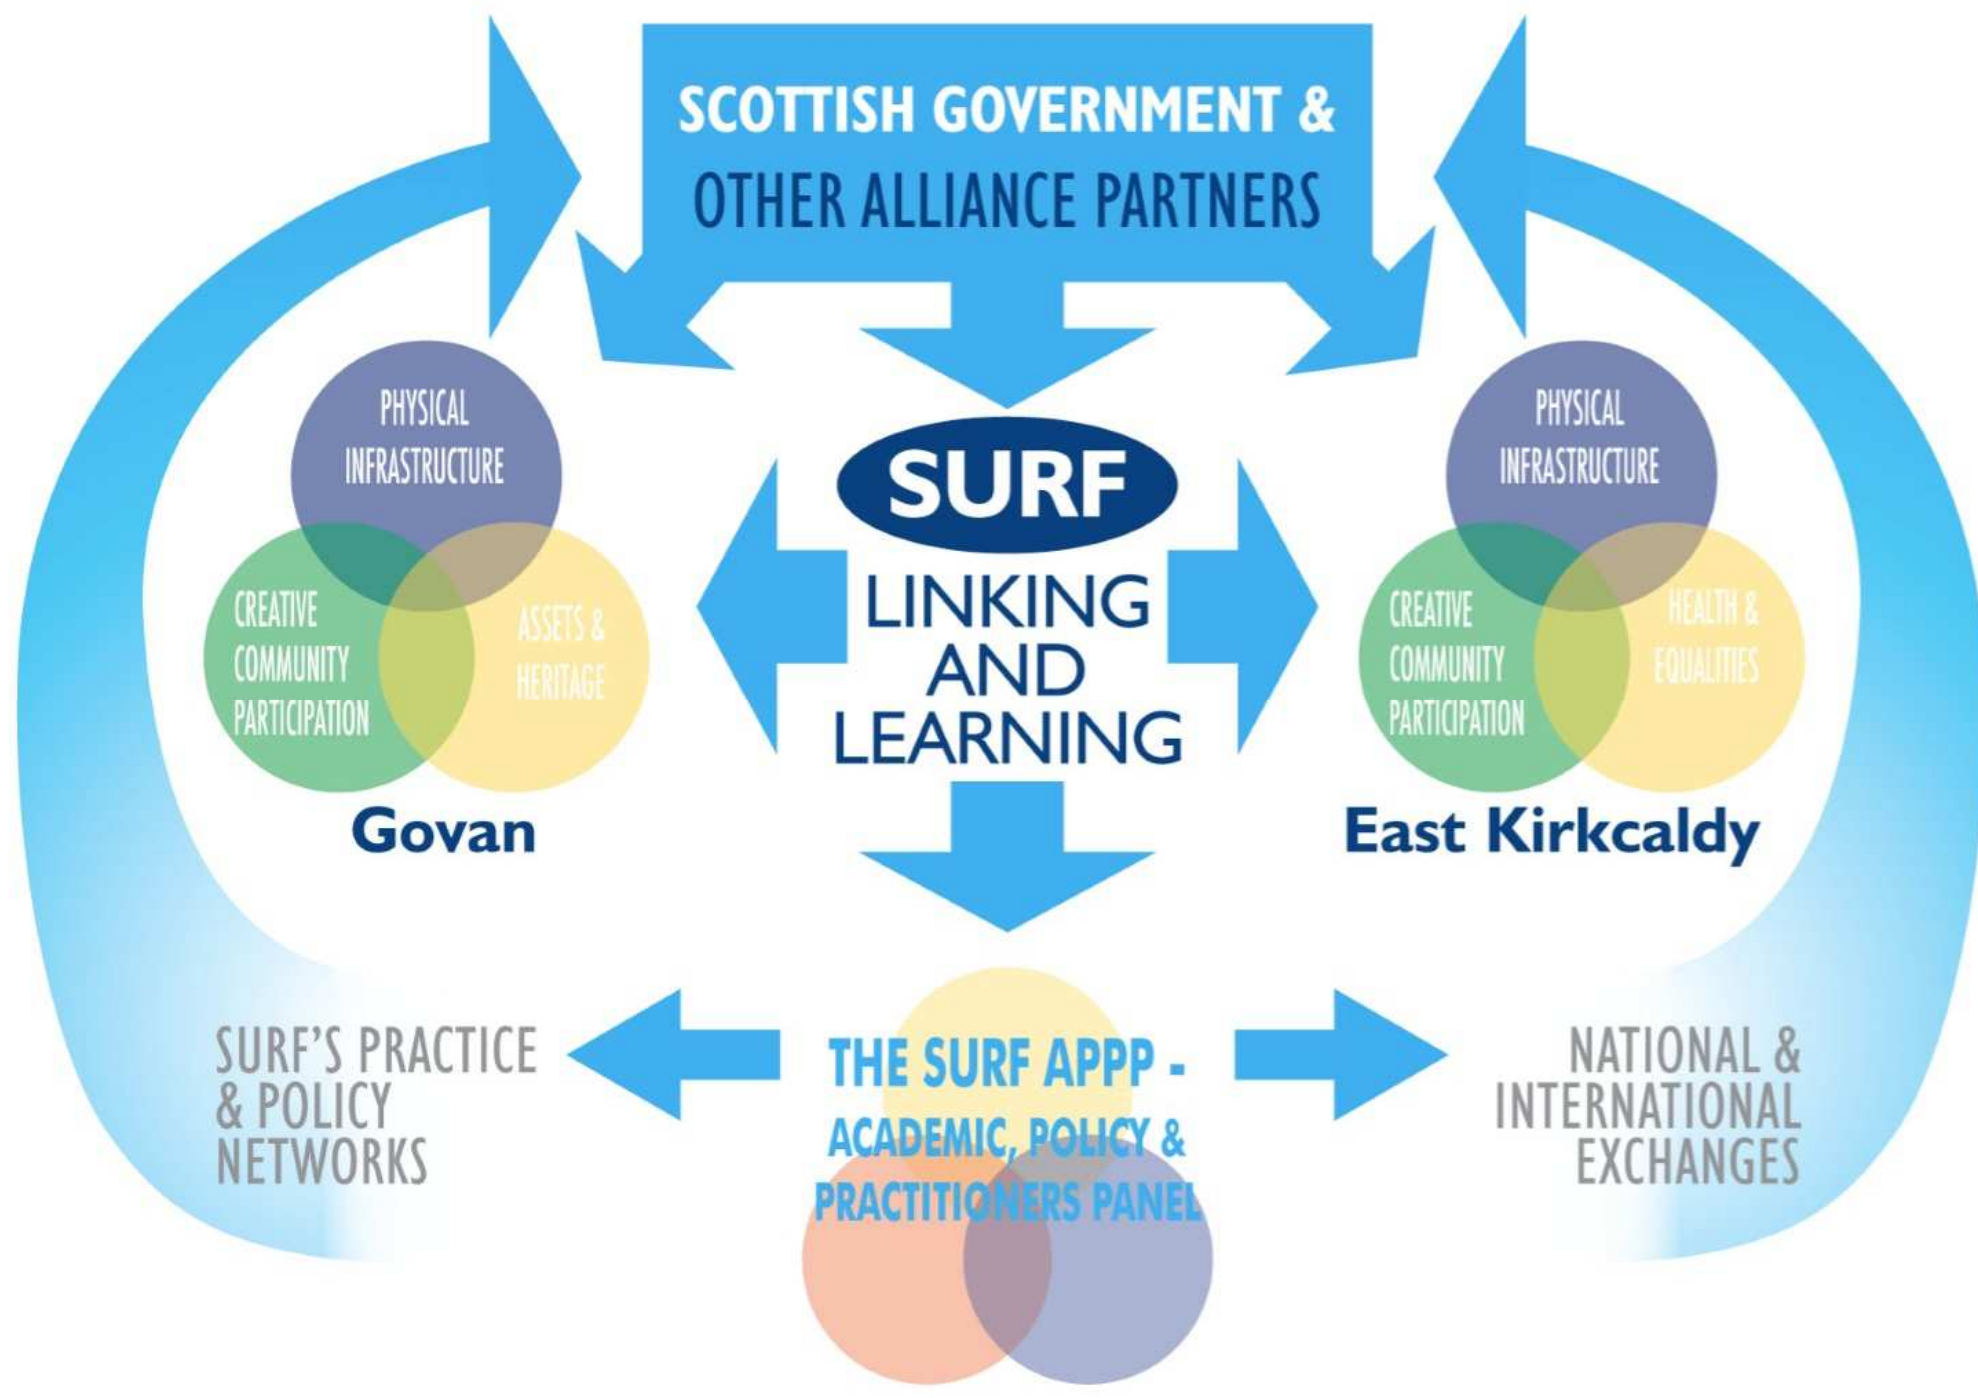 SCOTTISH GOVERNMENT &
OTHER ALLIANCE PARTNERS
PHYSICAL
INFRASTRUCTURE
CREATIVE
COMMUNITY
PARTICIPATION
ASSETS &
HERITAGE
Govan
SURF
LINKING
AND
LEARNING
PHYSICAL
INFRASTRUCTURE
CREATIVE
COMMUNITY
PARTICIPATION
HEALTH &
EQUALITIES
East Kirkcaldy
SURF'S PRACTICE
& POLICY
NETWORKS
THE SURF APPP -
ACADEMIC, POLICY &
PRACTITIONERS PANEL
NATIONAL &
INTERNATIONAL
EXCHANGES